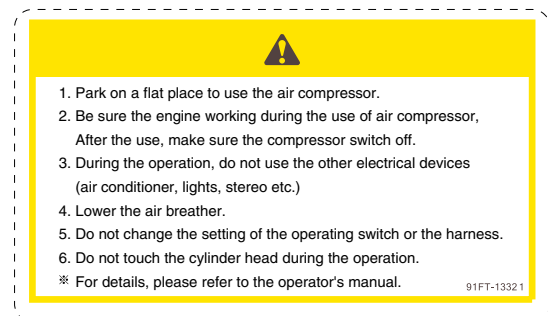 1. Park on a flat place to use the air compressor.
2. Be sure the engine working during the use of air compressor,
After the use, make sure the compressor switch off.
3. During the operation, do not use the other electrical devices
(air conditioner, lights, stereo etc.)
4. Lower the air breather.
5. Do not change the setting of the operating switch or the harness.
6. Do not touch the cylinder head during the operation.
※ For details, please refer to the operator's manual.
91FT-13321